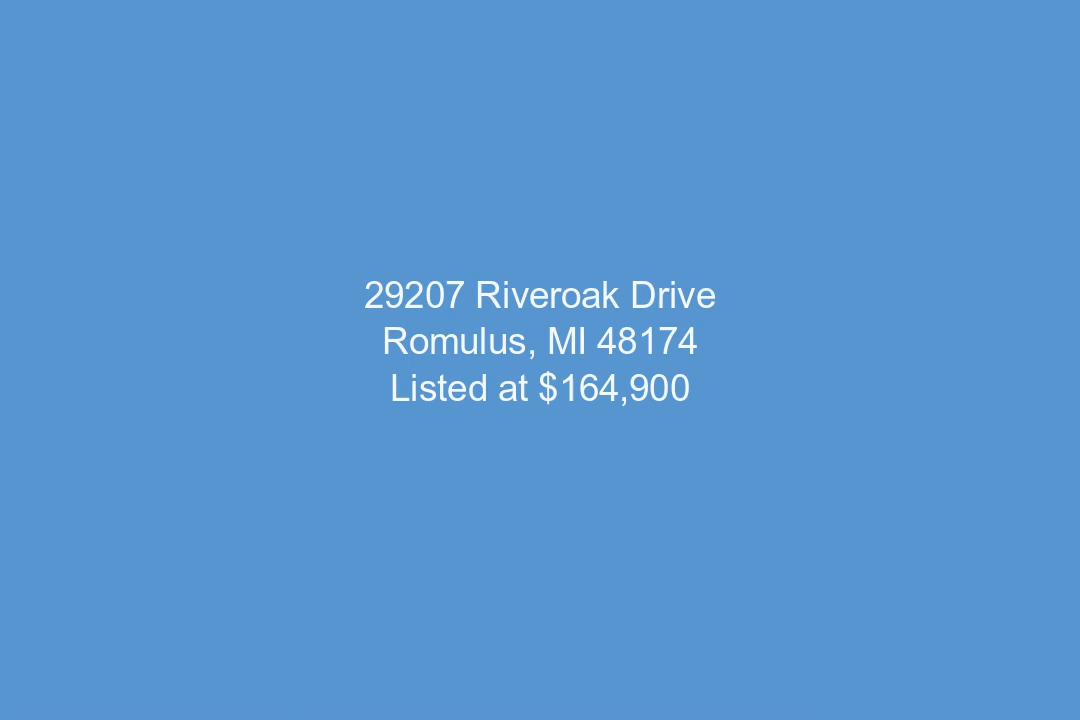 29207 Riveroak Drive
Romulus, MI 48174
Listed at $164,900